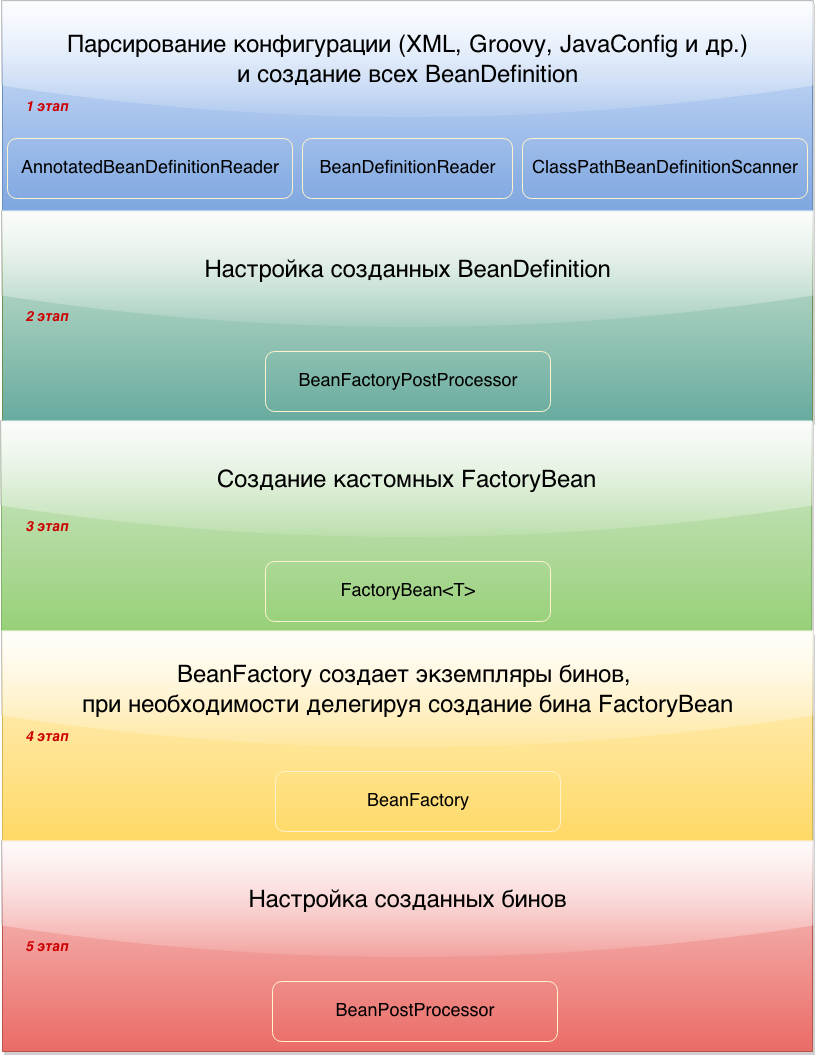 Парсирование конфигурации (XML, Groovy, JavaConfig и др.)
и создание всех BeanDefinition
1 этап
AnnotatedBeanDefinitionReader
BeanDefinitionReader
ClassPathBeanDefinitionScanner
Настройка созданных BeanDefinition
2 этап
BeanFactoryPostProcessor
Создание кастомных FactoryBean
3 этап
FactoryBean<T>
BeanFactory создает экземпляры бинов,
при необходимости делегируя создание бина FactoryBean
4 этап
BeanFactory
Настройка созданных бинов
5 этап
BeanPostProcessor